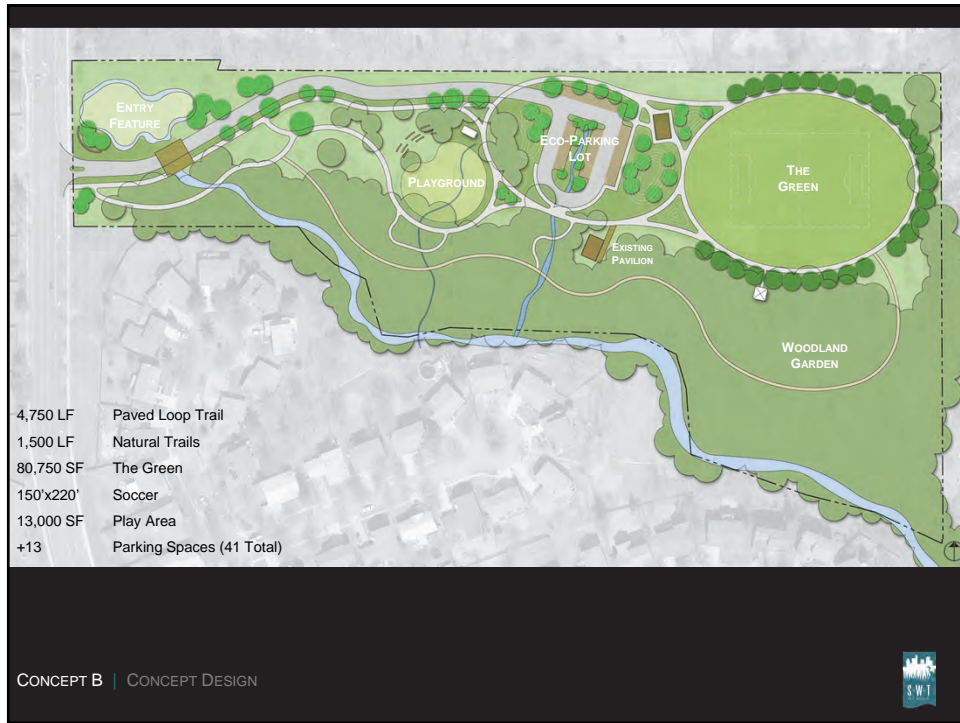 ENTRY
FEATURE
PLAYGROUND
ECO-PARKING
LOT
THE
GREEN
EXISTING
PAVILION
WOODLAND
GARDEN
4,750 LF Paved Loop Trail
1,500 LF Natural Trails
80,750 SF The Green
150'x220' Soccer
13,000 SF Play Area
+13 Parking Spaces (41 Total)
CONCEPT B | CONCEPT DESIGN
SWT